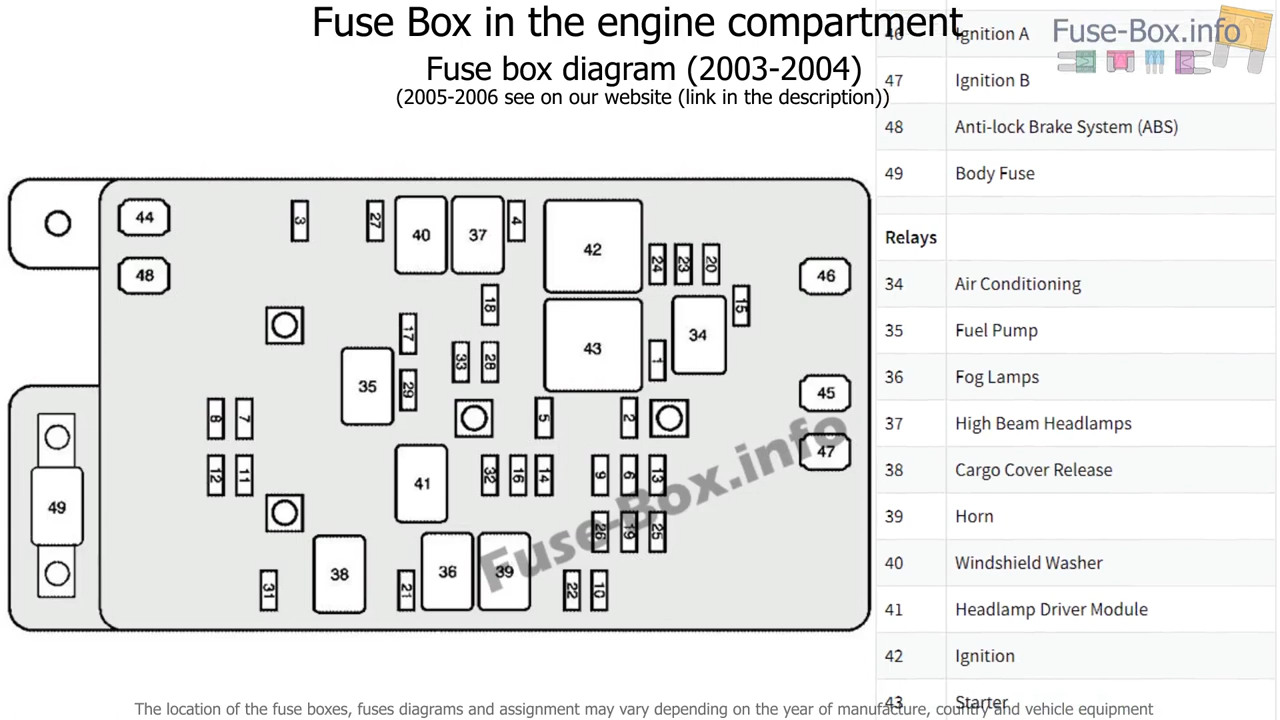 Fuse Box in the engine compartment
Fuse box diagram (2003-2004)
(2005-2006 see on our website (link in the description))
Fuse-Box.info
46 Ignition A
47 Ignition B
48 Anti-lock Brake System (ABS)
49 Body Fuse
Relays
34 Air Conditioning
35 Fuel Pump
36 Fog Lamps
37 High Beam Headlamps
38 Cargo Cover Release
39 Horn
40 Windshield Washer
41 Headlamp Driver Module
42 Ignition
43 Starter
44 3 27 40 37 4 42
48 24 23 20 46
18 15
17 43 34
35 33 28 1
29 45
8 7 5 2
47
12 11 41 32 16 14 9 6 13
49
26 19 25
38 36 39
31 21 22 10
Fuse-Box.info
The location of the fuse boxes, fuses diagrams and assignment may vary depending on the year of manufacture, country and vehicle equipment